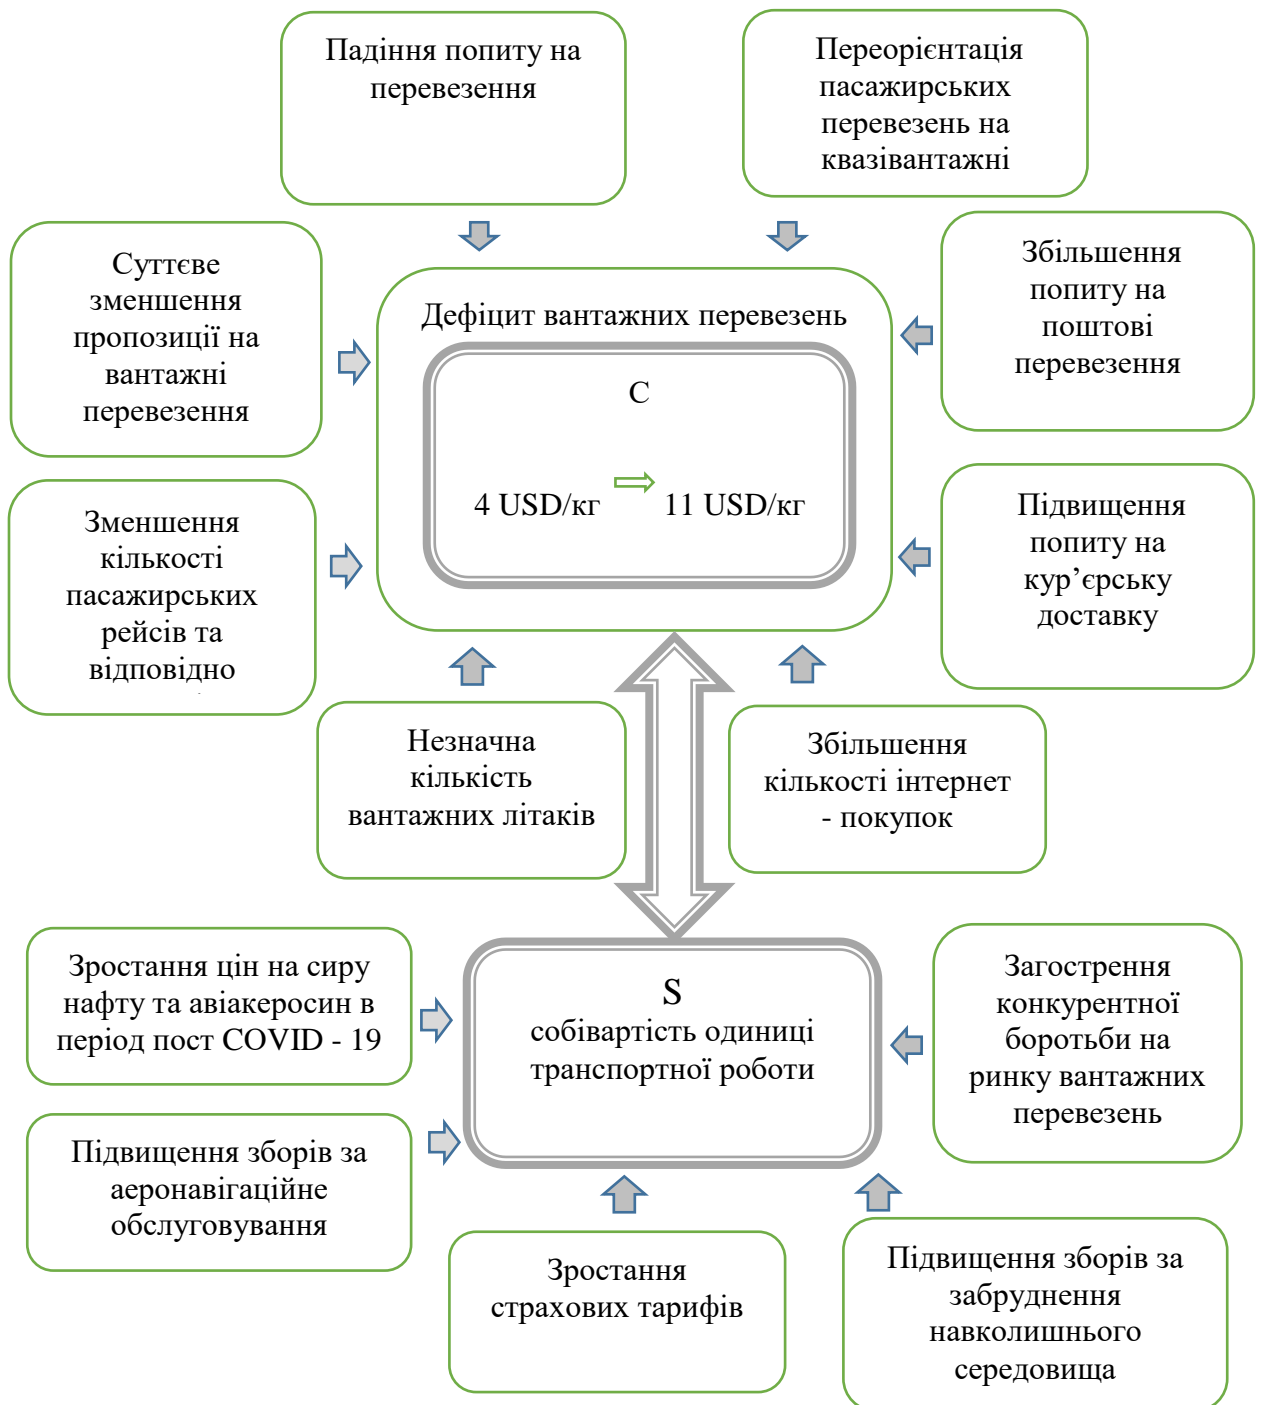 Падіння попиту на
перевезення
Переорієнтація
пасажирських
перевезень на
квазівантажні
Суттєве
зменшення
пропозиції на
вантажні
перевезення
Дефіцит вантажних перевезень
С
4 USD/кг
11 USD/кг
Збільшення
попиту на
поштові
перевезення
Зменшення
кількості
пасажирських
рейсів та
відповідно
Підвищення
попиту на
кур’єрську
доставку
Незначна
кількість
вантажних літаків
Збільшення
кількості інтернет
- покупок
Зростання цін на сиру
нафту та авіакеросин в
період пост COVID - 19
S
собівартість одиниці
транспортної роботи
Загострення
конкурентної
боротьби на
ринку вантажних
перевезень
Підвищення зборів за
аеронавігаційне
обслуговування
Зростання
страхових тарифів
Підвищення зборів за
забруднення
навколишнього
середовища